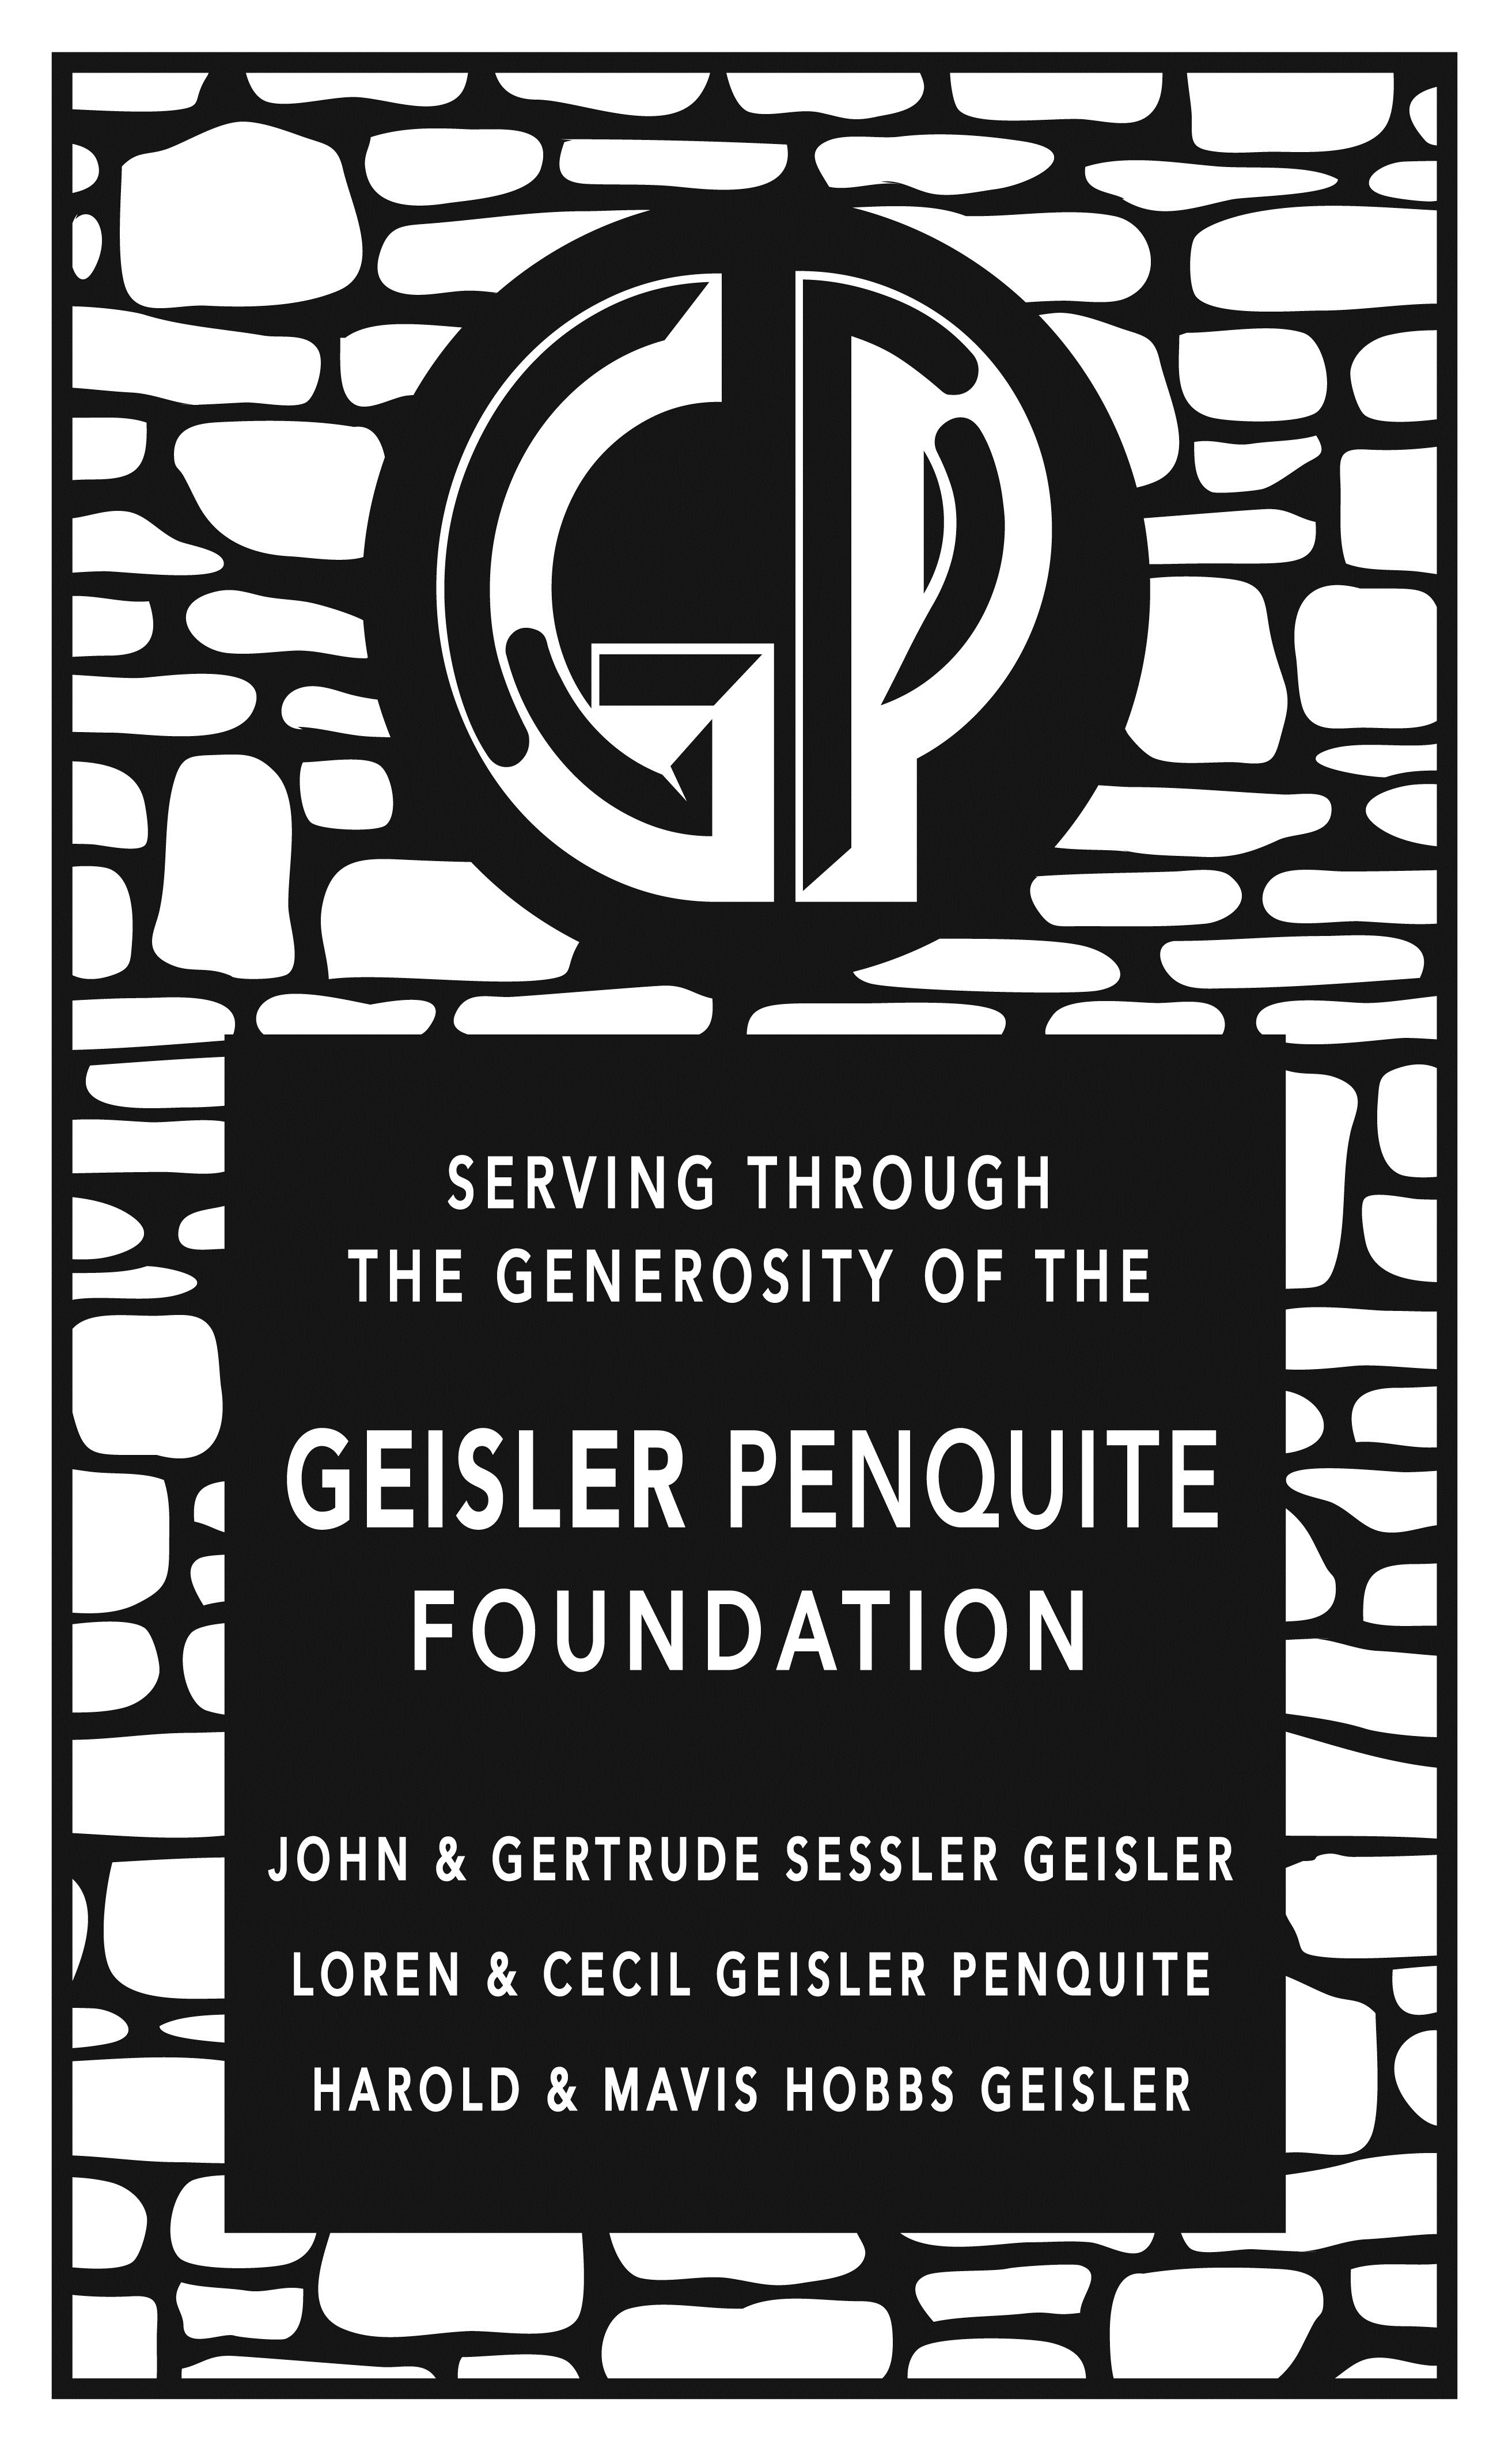 GP
SERVING THROUGH
THE GENEROSITY OF THE
GEISLER PENQUITE
FOUNDATION
JOHN & GERTRUDE SESSLER GEISLER
LOREN & CECIL GEISLER PENQUITE
HAROLD & MAVIS HOBBS GEISLER